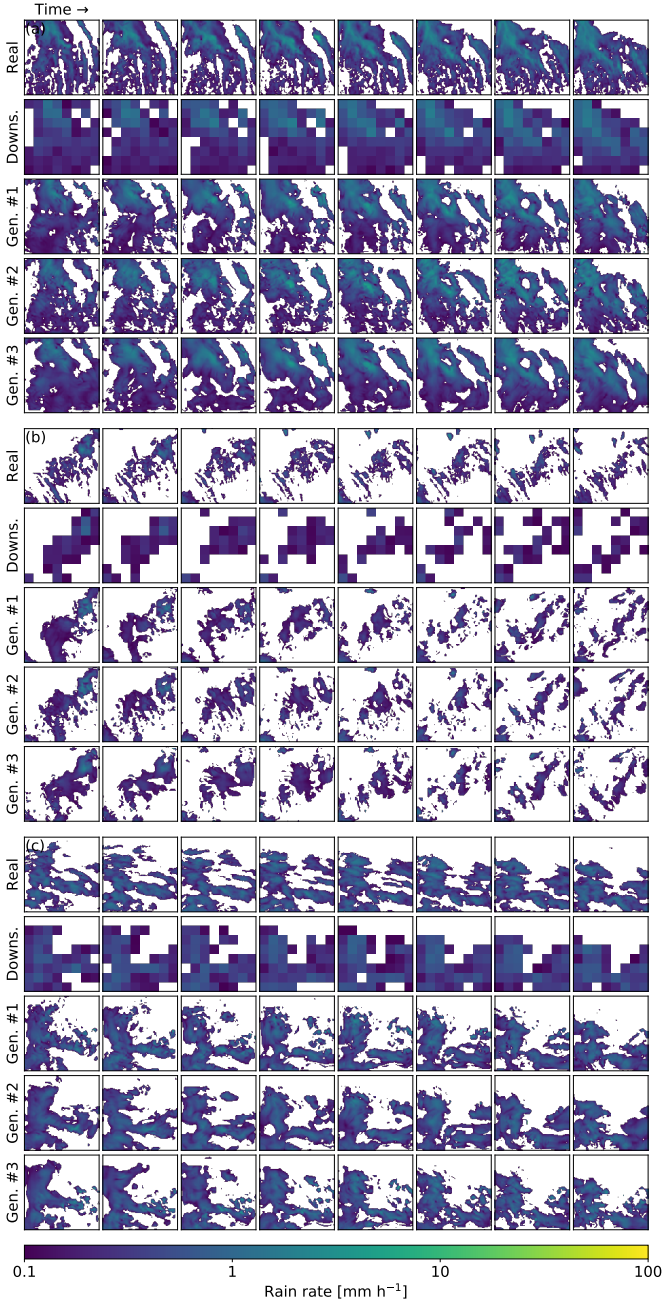 Time →
(a)
Real
Downs.
Gen. #1
Gen. #2
Gen. #3
(b)
Real
Downs.
Gen. #1
Gen. #2
Gen. #3
(c)
Real
Downs.
Gen. #1
Gen. #2
Gen. #3
0.1 1 10 100
Rain rate [mm h⁻¹]